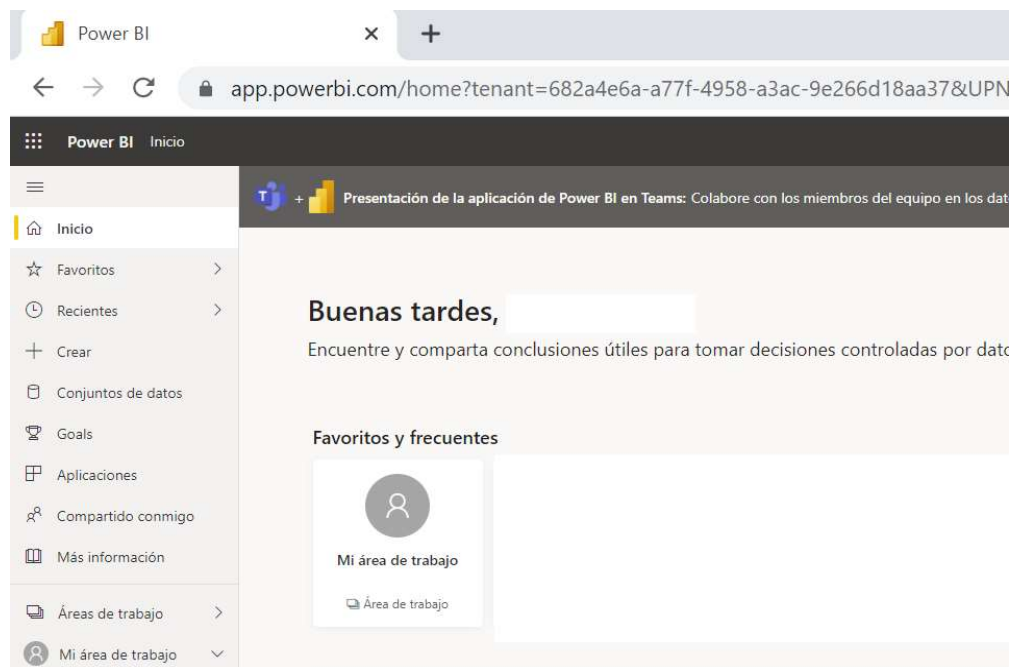 Power BI
app.powerbi.com/home?tenant=682a4e6a-a77f-4958-a3ac-9e266d18aa37&UPN
Power BI Inicio
Presentación de la aplicación de Power BI en Teams: Colabore con los miembros del equipo en los dat
Inicio
Favoritos
Recientes
Crear
Conjuntos de datos
Goals
Aplicaciones
Compartido conmigo
Más información
Áreas de trabajo
Mi área de trabajo
Buenas tardes,
Encuentre y comparta conclusiones útiles para tomar decisiones controladas por dato
Favoritos y frecuentes
Mi área de trabajo
Área de trabajo